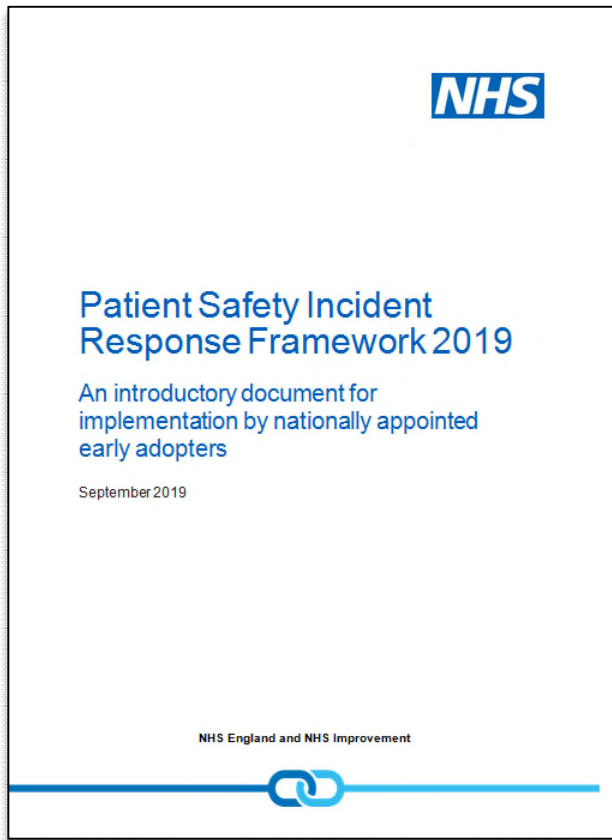 NHS
Patient Safety Incident
Response Framework 2019
An introductory document for
implementation by nationally appointed
early adopters
September 2019
NHS England and NHS Improvement